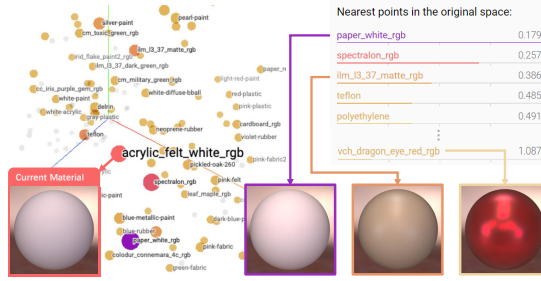 silver-paint
pearl-paint
cm_toxic_green_rgb
irid_flake_paint2_rgb
ilm_l3_37_matte_rgb
ilm_l3_37_dark_green_rgb
cm_military_green_rgb
light-red-paint
paper_n
cc_iris_purple_gem_rgb
white-paint
white-diffuse-bball
red-plastic
delrin
pink-plastic
white-acrylic
gray-plastic
teflon
neoprene-rubber
cardboard_rgb
violet-rubber
acrylic_felt_white_rgb
pickled-oak-260
pink-fabric2
Current Material
spectralon_rgb
pink-felt
leaf_maple_rgb
blue-metallic-paint
dark-blue-p
blue-rubber
paper_white_rgb
pink-fabric
colodur_connemara_4c_rgb
green-fabric
Nearest points in the original space:
paper_white_rgb 0.179
spectralon_rgb 0.257
ilm_l3_37_matte_rgb 0.386
teflon 0.485
polyethylene 0.491
vch_dragon_eye_red_rgb 1.087